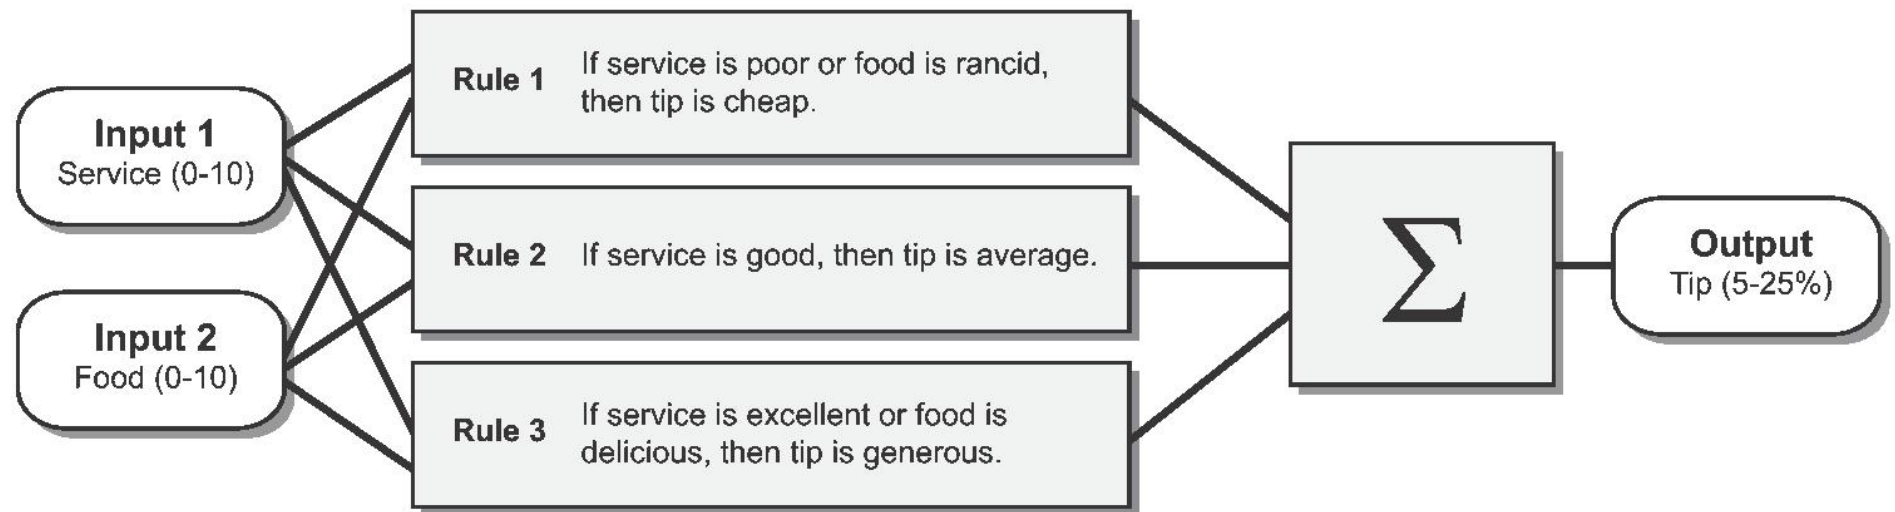 Input 1
Service (0-10)
Input 2
Food (0-10)
Rule 1
If service is poor or food is rancid,
then tip is cheap.
Rule 2
If service is good, then tip is average.
Rule 3
If service is excellent or food is
delicious, then tip is generous.
Σ
Output
Tip (5-25%)